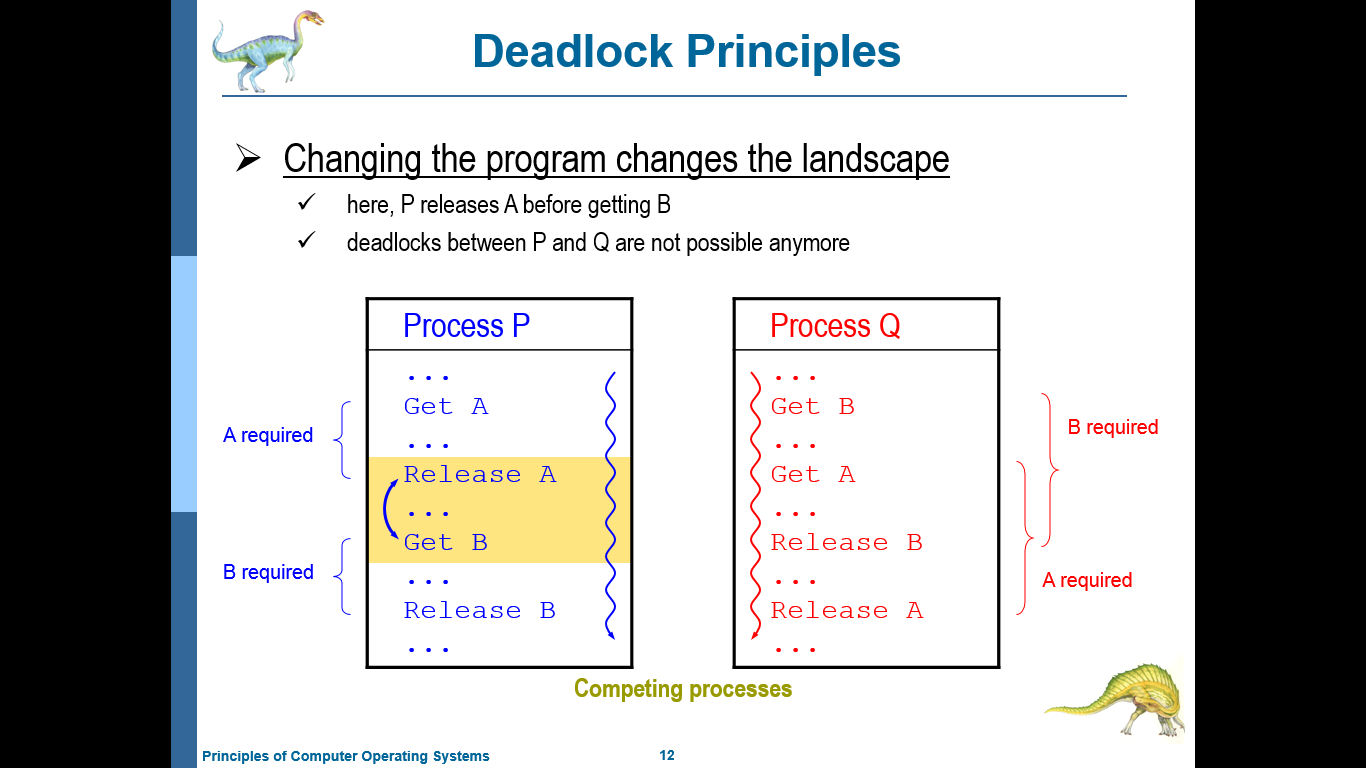 Deadlock Principles
Changing the program changes the landscape
here, P releases A before getting B
deadlocks between P and Q are not possible anymore
Process P
...
Get A
...
Release A
...
Get B
...
Release B
...
A required
B required
Process Q
...
Get B
...
Get A
...
Release B
...
Release A
...
B required
A required
Competing processes
Principles of Computer Operating Systems
12